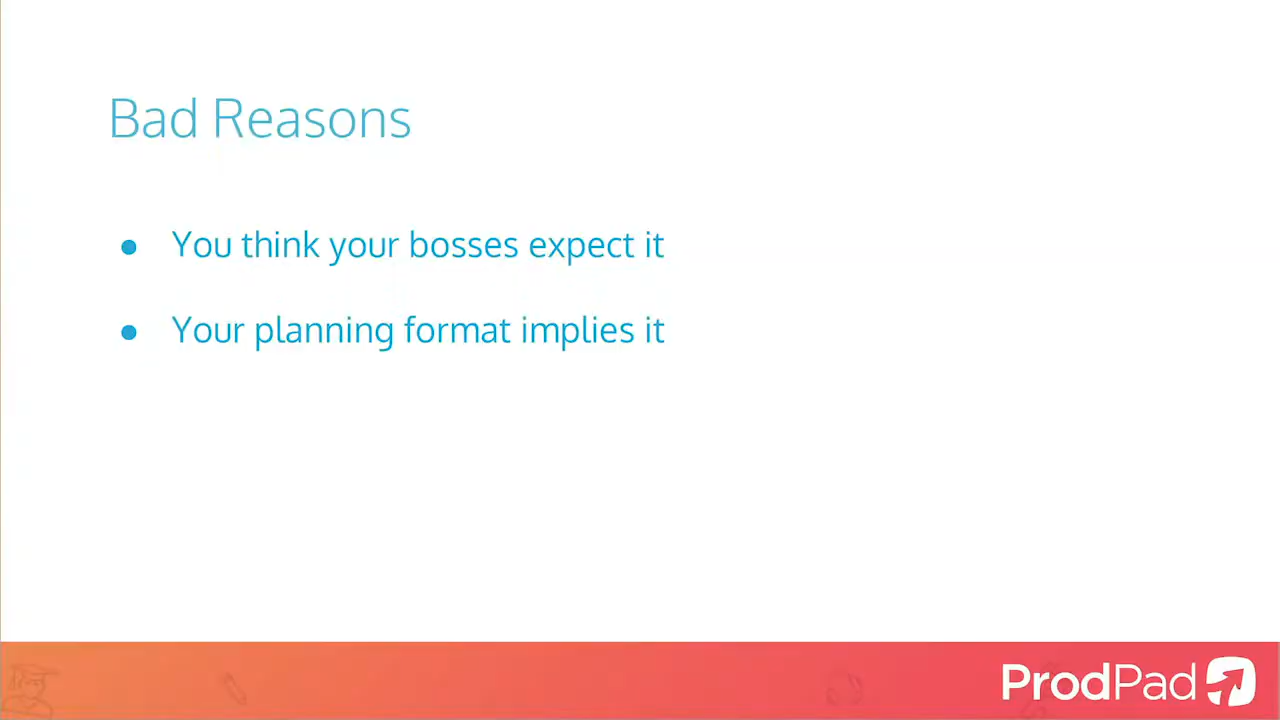 Bad Reasons
● You think your bosses expect it
● Your planning format implies it
ProdPad